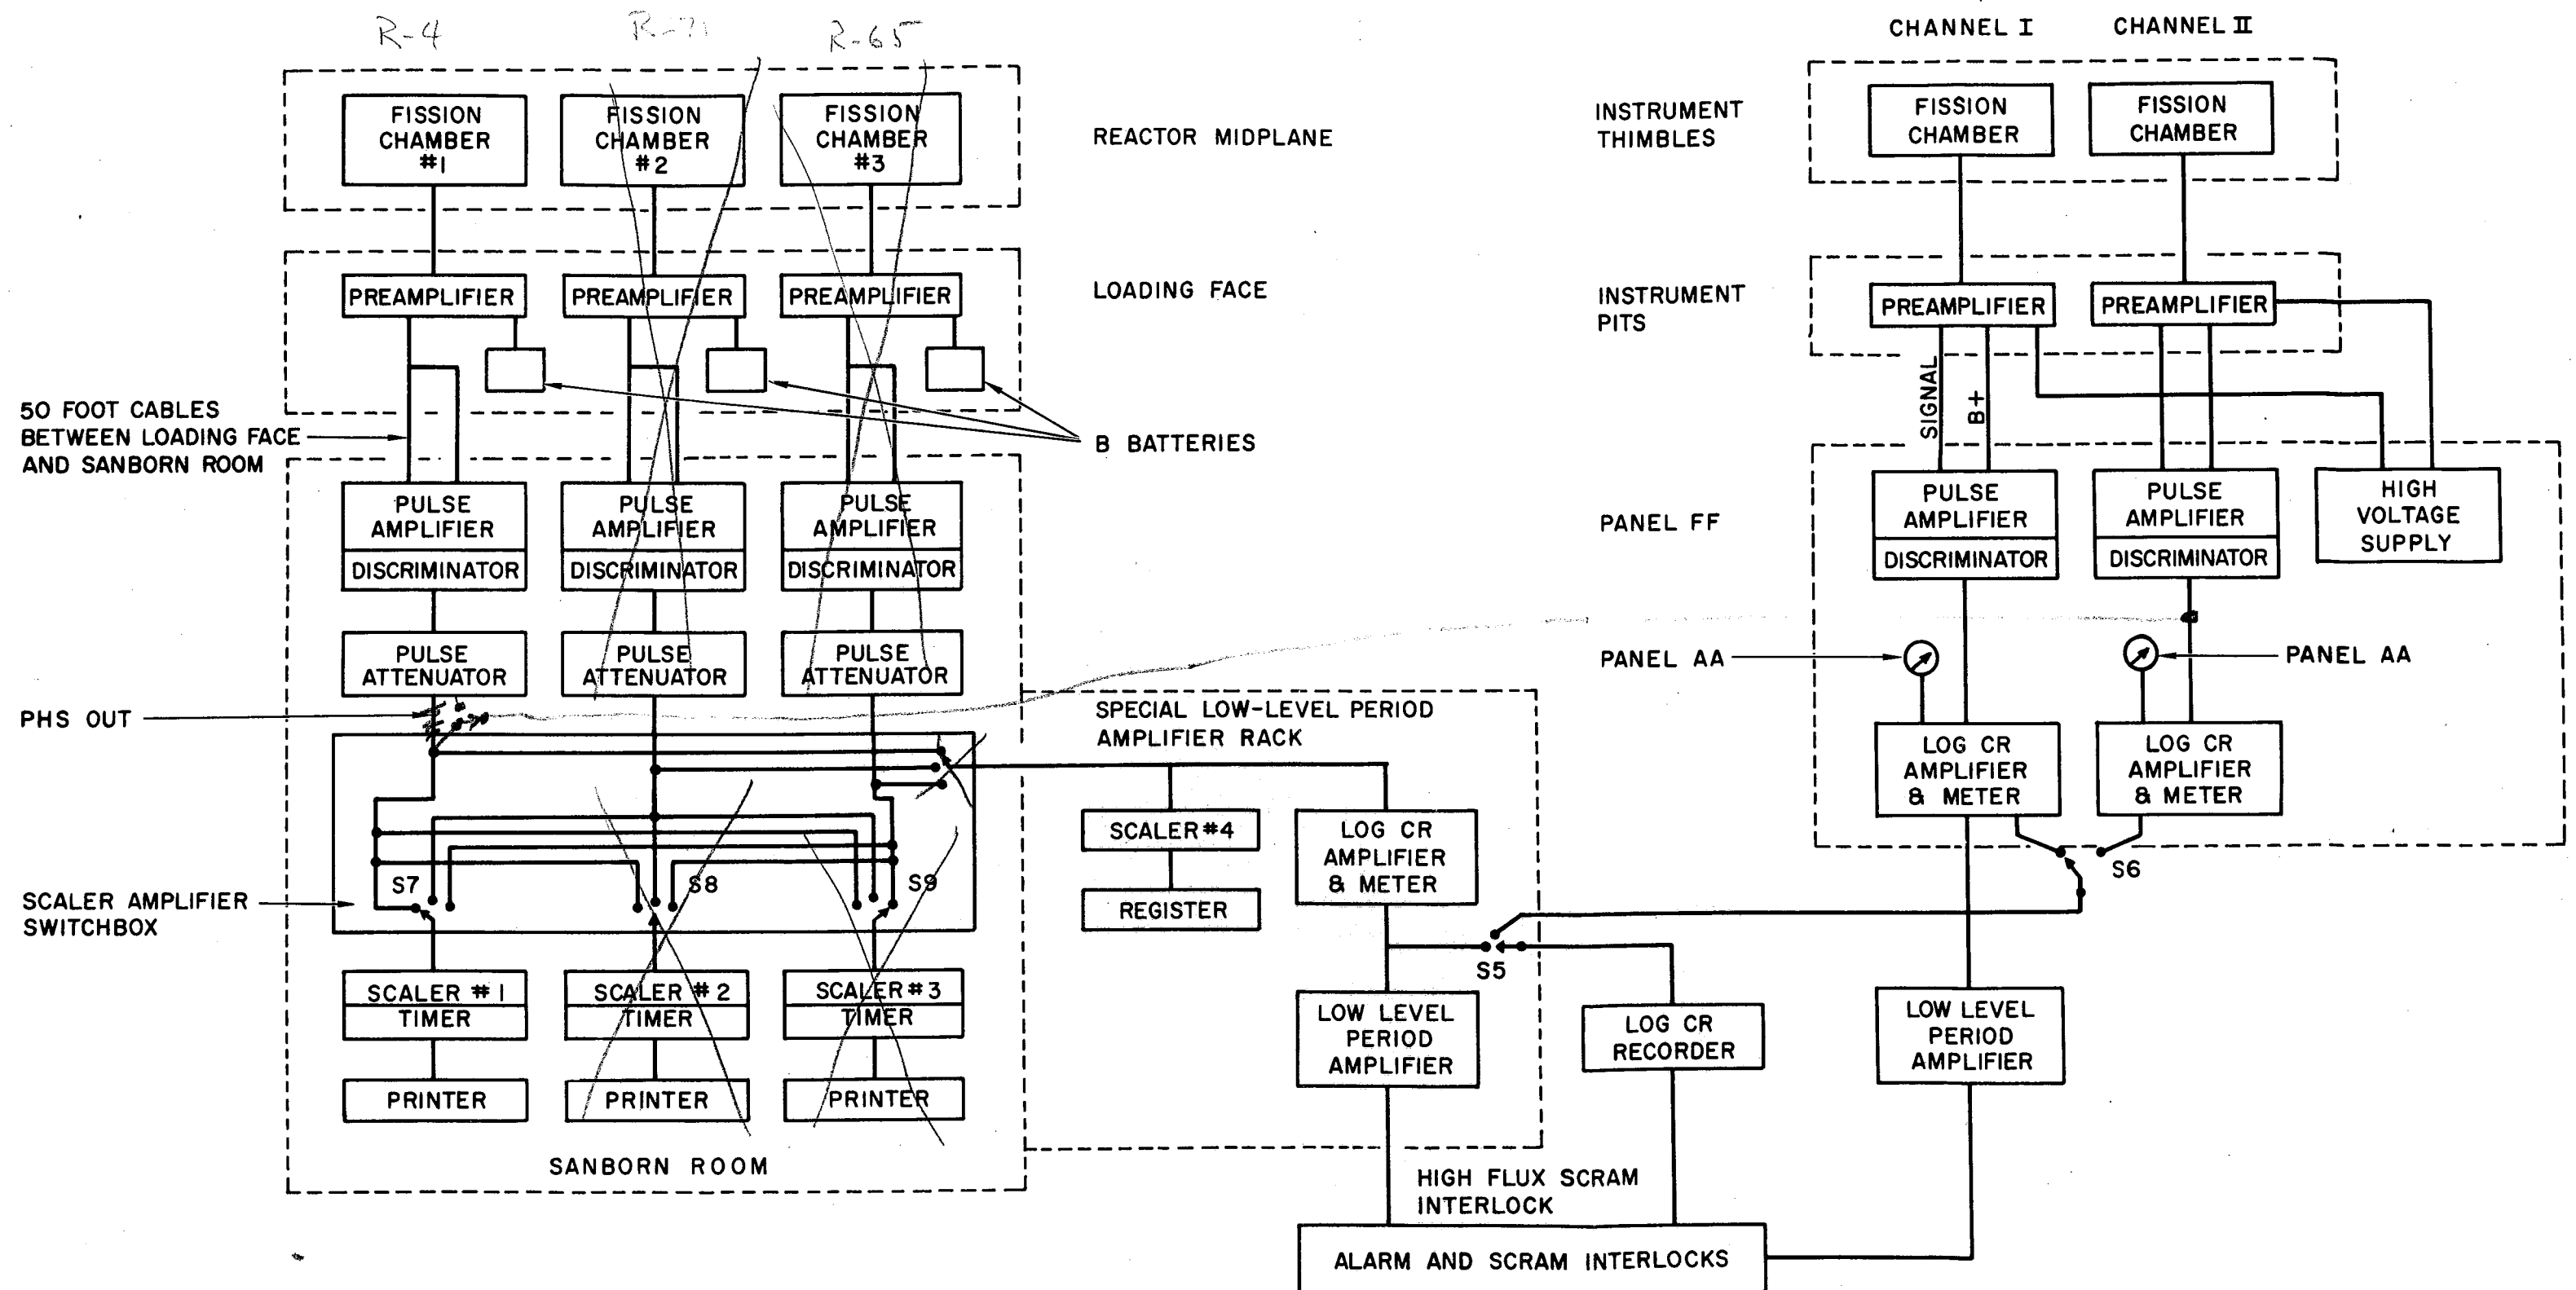 R-4
R-71
R-65
CHANNEL I
CHANNEL II
FISSION
CHAMBER
#1
FISSION
CHAMBER
#2
FISSION
CHAMBER
#3
REACTOR MIDPLANE
INSTRUMENT
THIMBLES
FISSION
CHAMBER
FISSION
CHAMBER
PREAMPLIFIER
PREAMPLIFIER
PREAMPLIFIER
LOADING FACE
INSTRUMENT
PITS
PREAMPLIFIER
PREAMPLIFIER
SIGNAL
B+
50 FOOT CABLES
BETWEEN LOADING FACE
AND SANBORN ROOM
B BATTERIES
PULSE
AMPLIFIER
DISCRIMINATOR
PULSE
AMPLIFIER
DISCRIMINATOR
PULSE
AMPLIFIER
DISCRIMINATOR
PANEL FF
PULSE
AMPLIFIER
DISCRIMINATOR
PULSE
AMPLIFIER
DISCRIMINATOR
HIGH
VOLTAGE
SUPPLY
PULSE
ATTENUATOR
PULSE
ATTENUATOR
PULSE
ATTENUATOR
PANEL AA
PANEL AA
PHS OUT
SPECIAL LOW-LEVEL PERIOD
AMPLIFIER RACK
LOG CR
AMPLIFIER
& METER
LOG CR
AMPLIFIER
& METER
SCALER #4
REGISTER
LOG CR
AMPLIFIER
& METER
S6
SCALER AMPLIFIER
SWITCHBOX
S7
S8
S9
S5
SCALER #1
TIMER
SCALER #2
TIMER
SCALER #3
TIMER
LOW LEVEL
PERIOD
AMPLIFIER
LOG CR
RECORDER
LOW LEVEL
PERIOD
AMPLIFIER
PRINTER
PRINTER
PRINTER
SANBORN ROOM
HIGH FLUX SCRAM
INTERLOCK
ALARM AND SCRAM INTERLOCKS